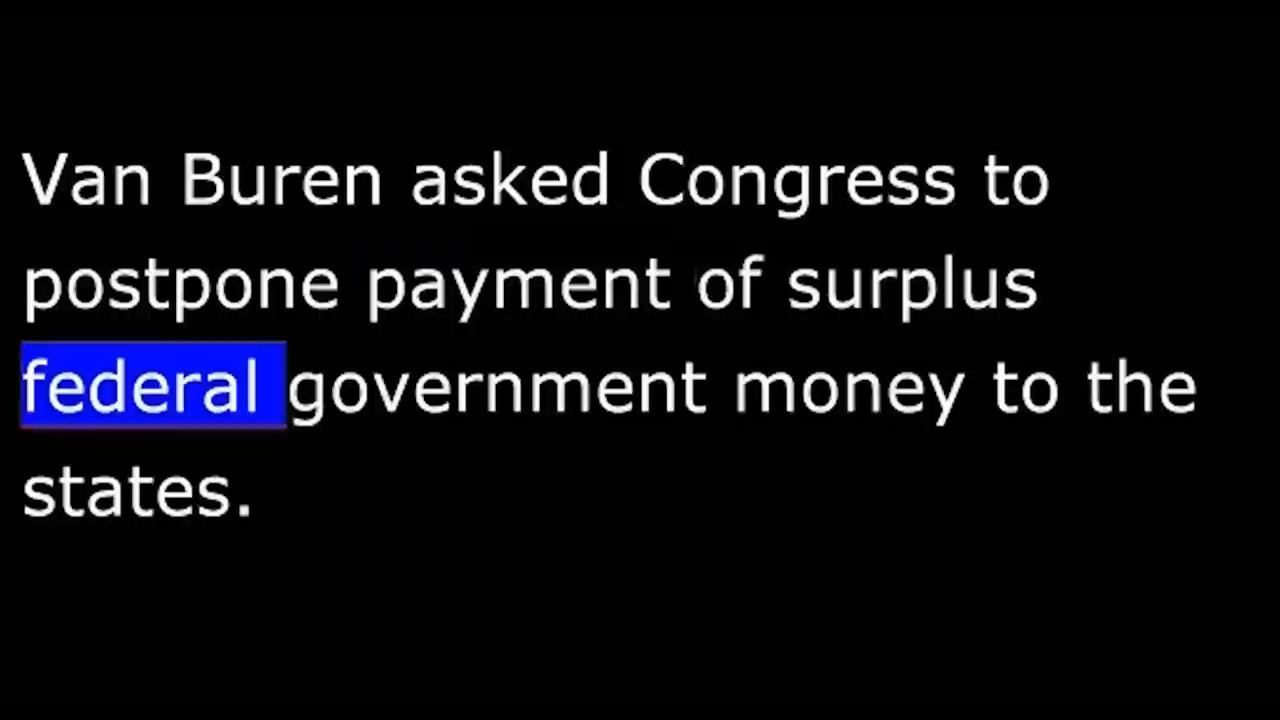 Van Buren asked Congress to
postpone payment of surplus
federal government money to the
states.